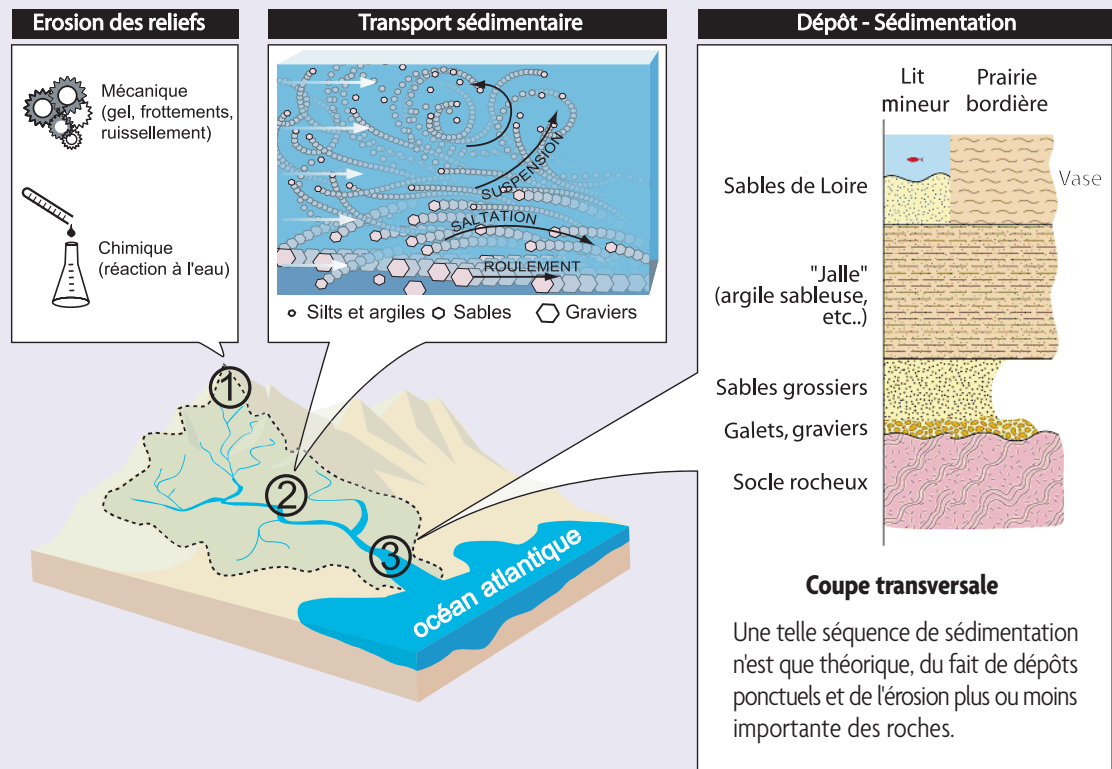 Erosion des reliefs
Mécanique
(gel, frottements,
ruissellement)
Chimique
(réaction à l'eau)
Transport sédimentaire
SUSPENSION
SALTATION
ROULEMENT
Silts et argiles
Sables
Graviers
Dépôt - Sédimentation
Lit
mineur
Prairie
bordière
Sables de Loire
Vase
"Jalle"
(argile sableuse,
etc..)
Sables grossiers
Galets, graviers
Socle rocheux
Coupe transversale
Une telle séquence de sédimentation
n'est que théorique, du fait de dépôts
ponctuels et de l'érosion plus ou moins
importante des roches.
1
2
3
océan atlantique